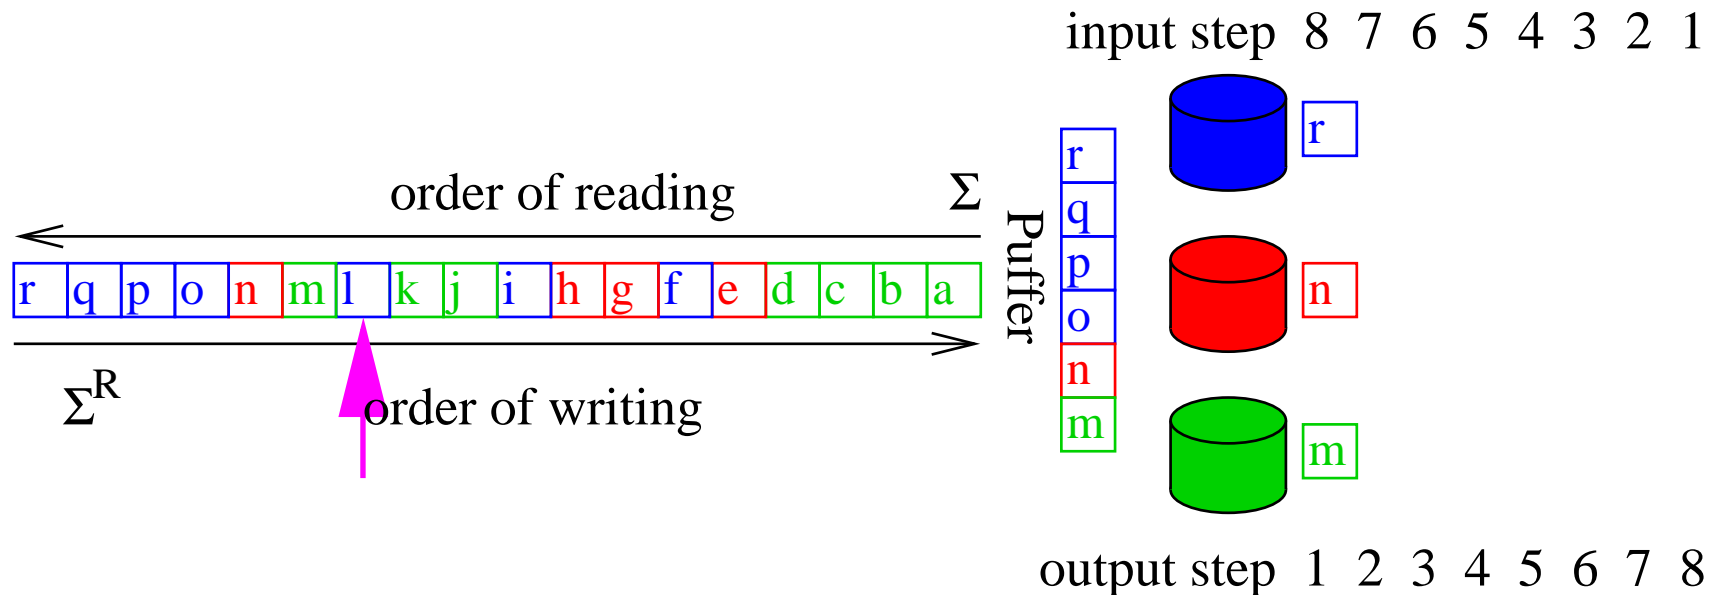 input step 8 7 6 5 4 3 2 1
r
r
order of reading Σ
q
Puffer
p
r q p o n m l k j i h g f e d c b a
n
o
n
Σ^R order of writing
m
m
output step 1 2 3 4 5 6 7 8